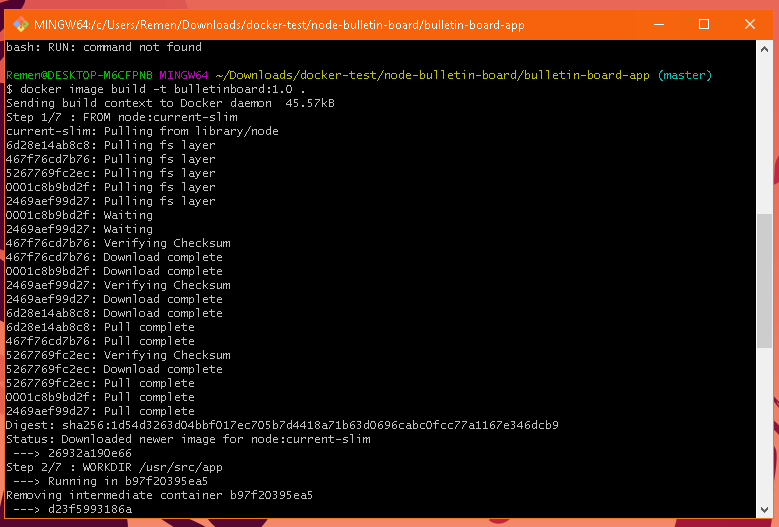 MINGW64:/c/Users/Remen/Downloads/docker-test/node-bulletin-board/bulletin-board-app
bash: RUN: command not found
Remen@DESKTOP-M6CFPNB MINGW64 ~/Downloads/docker-test/node-bulletin-board/bulletin-board-app (master)
$ docker image build -t bulletinboard:1.0 .
Sending build context to Docker daemon  45.57kB
Step 1/7 : FROM node:current-slim
current-slim: Pulling from library/node
6d28e14ab8c8: Pulling fs layer
467f76cd7b76: Pulling fs layer
5267769fc2ec: Pulling fs layer
0001c8b9bd2f: Pulling fs layer
2469aef99d27: Pulling fs layer
0001c8b9bd2f: Waiting
2469aef99d27: Waiting
467f76cd7b76: Verifying Checksum
467f76cd7b76: Download complete
0001c8b9bd2f: Download complete
2469aef99d27: Verifying Checksum
2469aef99d27: Download complete
6d28e14ab8c8: Download complete
6d28e14ab8c8: Pull complete
467f76cd7b76: Pull complete
5267769fc2ec: Verifying Checksum
5267769fc2ec: Download complete
5267769fc2ec: Pull complete
0001c8b9bd2f: Pull complete
2469aef99d27: Pull complete
Digest: sha256:1d54d3263d04bbf017ec705b7d4418a71b63d0696cabc0fcc77a1167e346dcb9
Status: Downloaded newer image for node:current-slim
 ---> 26932a190e66
Step 2/7 : WORKDIR /usr/src/app
 ---> Running in b97f20395ea5
Removing intermediate container b97f20395ea5
 ---> d23f5993186a